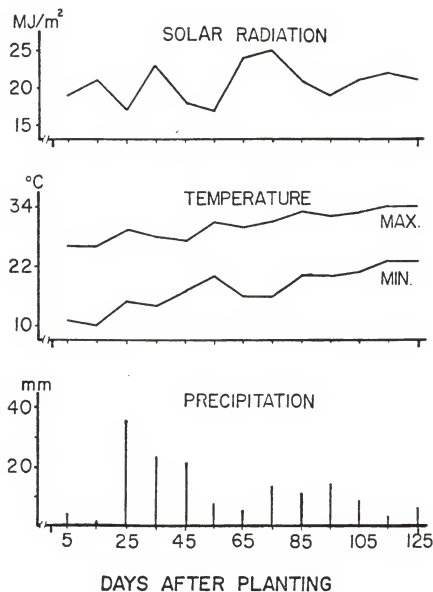 MJ/m²
SOLAR RADIATION
25
20
15
°C
TEMPERATURE
34
MAX.
22
MIN.
10
mm
PRECIPITATION
40
20
5 25 45 65 85 105 125
DAYS AFTER PLANTING